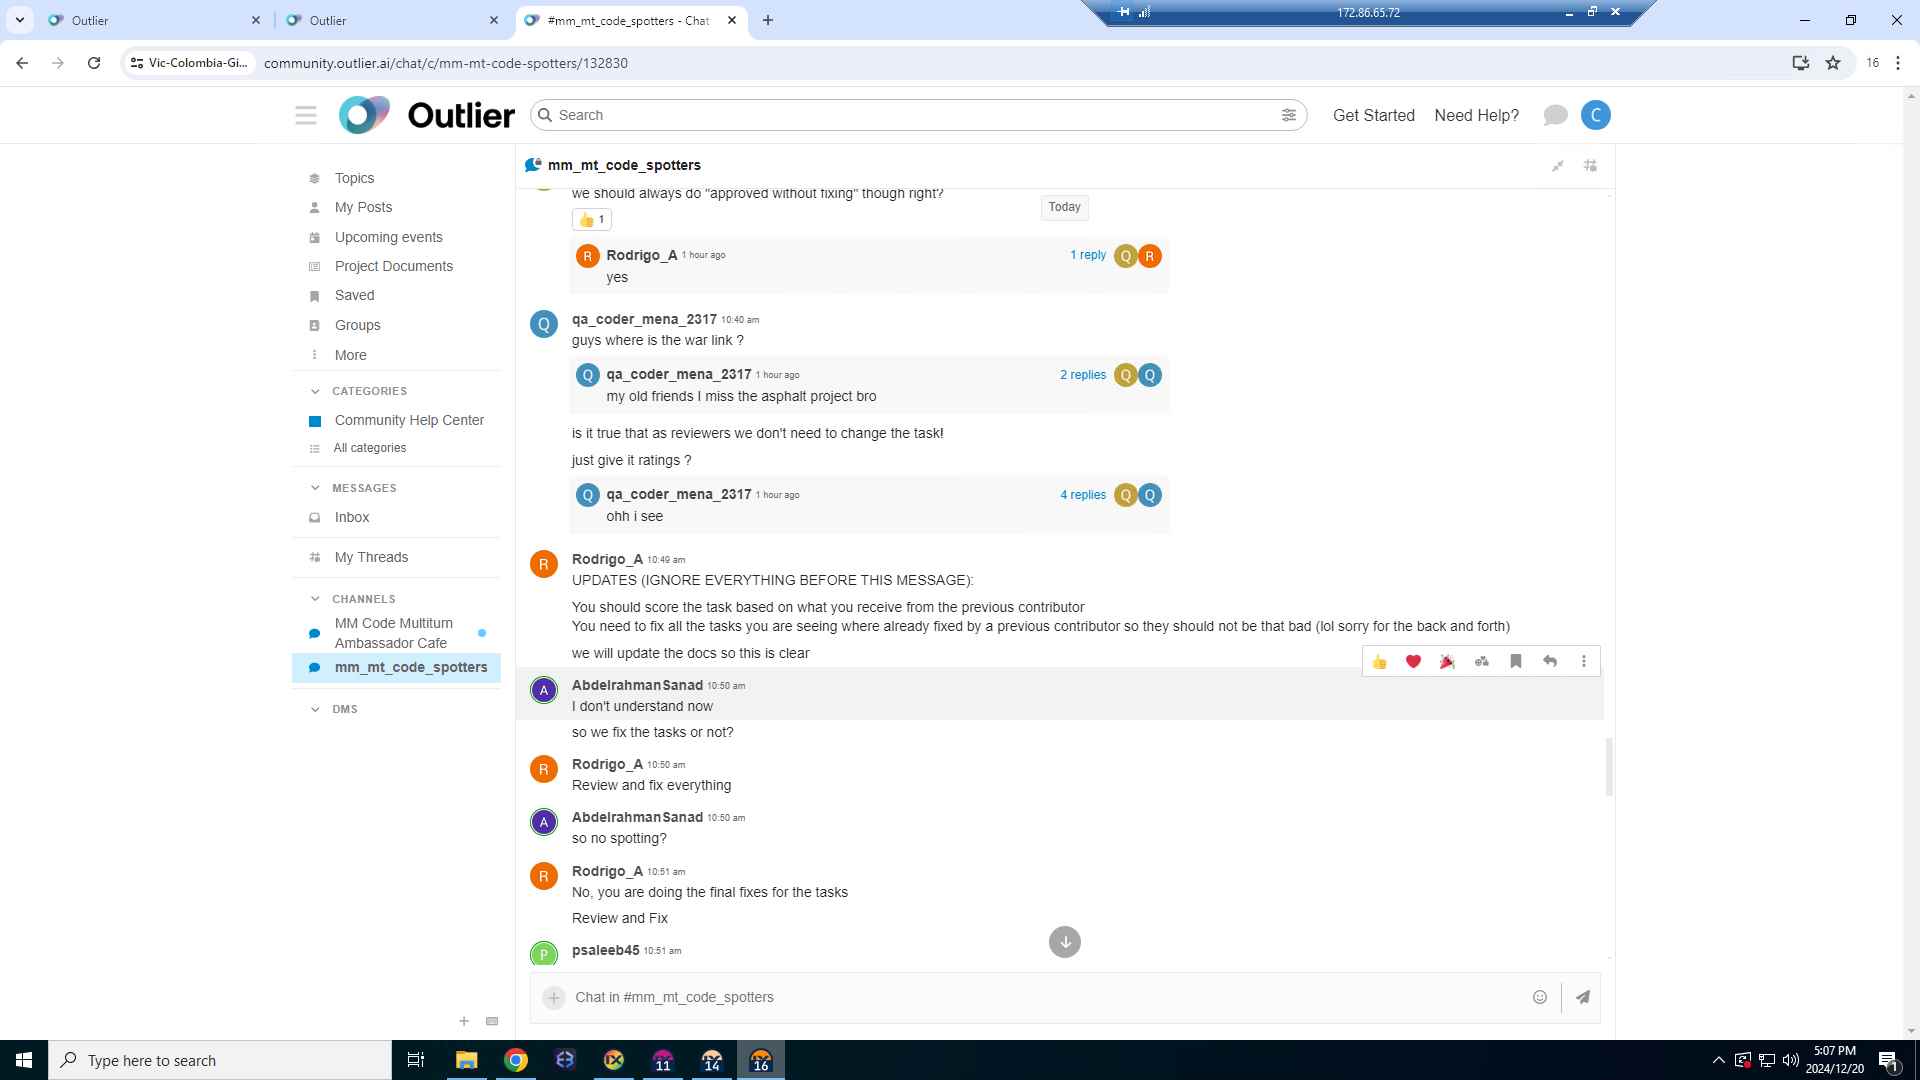 Outlier
Outlier
#mm_mt_code_spotters - Chat
172.86.65.72
Vic-Colombia-Gi...
community.outlier.ai/chat/c/mm-mt-code-spotters/132830
16
Outlier
Search
Get Started
Need Help?
C
Topics
My Posts
Upcoming events
Project Documents
Saved
Groups
More
CATEGORIES
Community Help Center
All categories
MESSAGES
Inbox
My Threads
CHANNELS
MM Code Multiturn
Ambassador Cafe
mm_mt_code_spotters
DMS
mm_mt_code_spotters
we should always do "approved without fixing" though right?
Today
👍 1
R Rodrigo_A 1 hour ago 1 reply Q R
yes
Q qa_coder_mena_2317 10:40 am
guys where is the war link ?
Q qa_coder_mena_2317 1 hour ago 2 replies Q Q
my old friends I miss the asphalt project bro
is it true that as reviewers we don't need to change the task!
just give it ratings ?
Q qa_coder_mena_2317 1 hour ago 4 replies Q Q
ohh i see
R Rodrigo_A 10:49 am
UPDATES (IGNORE EVERYTHING BEFORE THIS MESSAGE):
You should score the task based on what you receive from the previous contributor
You need to fix all the tasks you are seeing where already fixed by a previous contributor so they should not be that bad (lol sorry for the back and forth)
we will update the docs so this is clear
A AbdelrahmanSanad 10:50 am
I don't understand now
so we fix the tasks or not?
R Rodrigo_A 10:50 am
Review and fix everything
A AbdelrahmanSanad 10:50 am
so no spotting?
R Rodrigo_A 10:51 am
No, you are doing the final fixes for the tasks
Review and Fix
P psaleeb45 10:51 am
Chat in #mm_mt_code_spotters
Type here to search
11
14
16
5:07 PM
2024/12/20
1